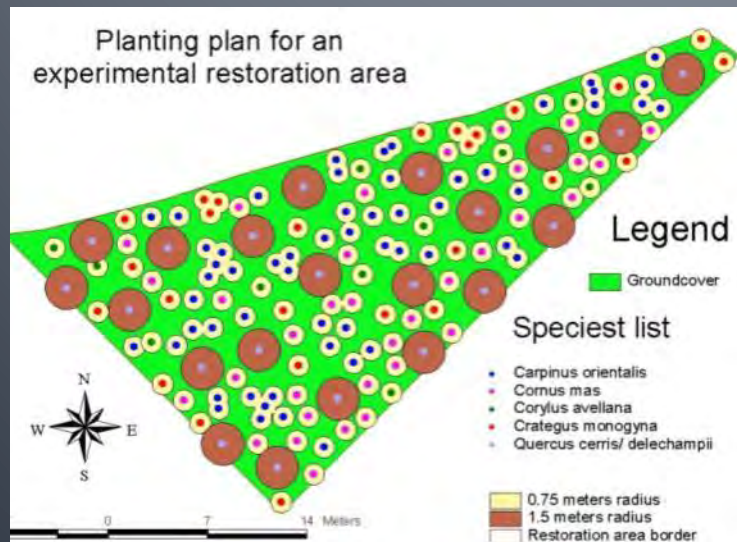 Planting plan for an
experimental restoration area
Legend
Groundcover
Speciest list
Carpinus orientalis
Cornus mas
Corylus avellana
Crategus monogyna
Quercus cerris/ delechampii
N
W E
S
0.75 meters radius
1.5 meters radius
Restoration area border
0 7 14 Meters